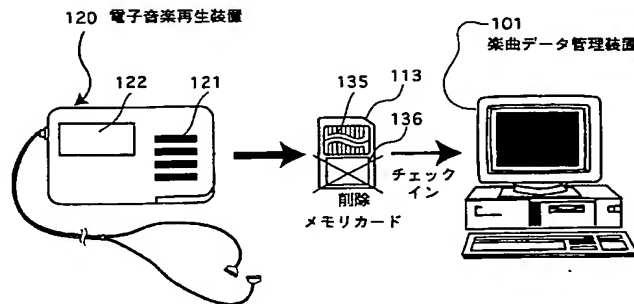 120 電子音楽再生装置
122
121
135
113
136
削除
メモリカード
チェック
イン
101
楽曲データ管理装置